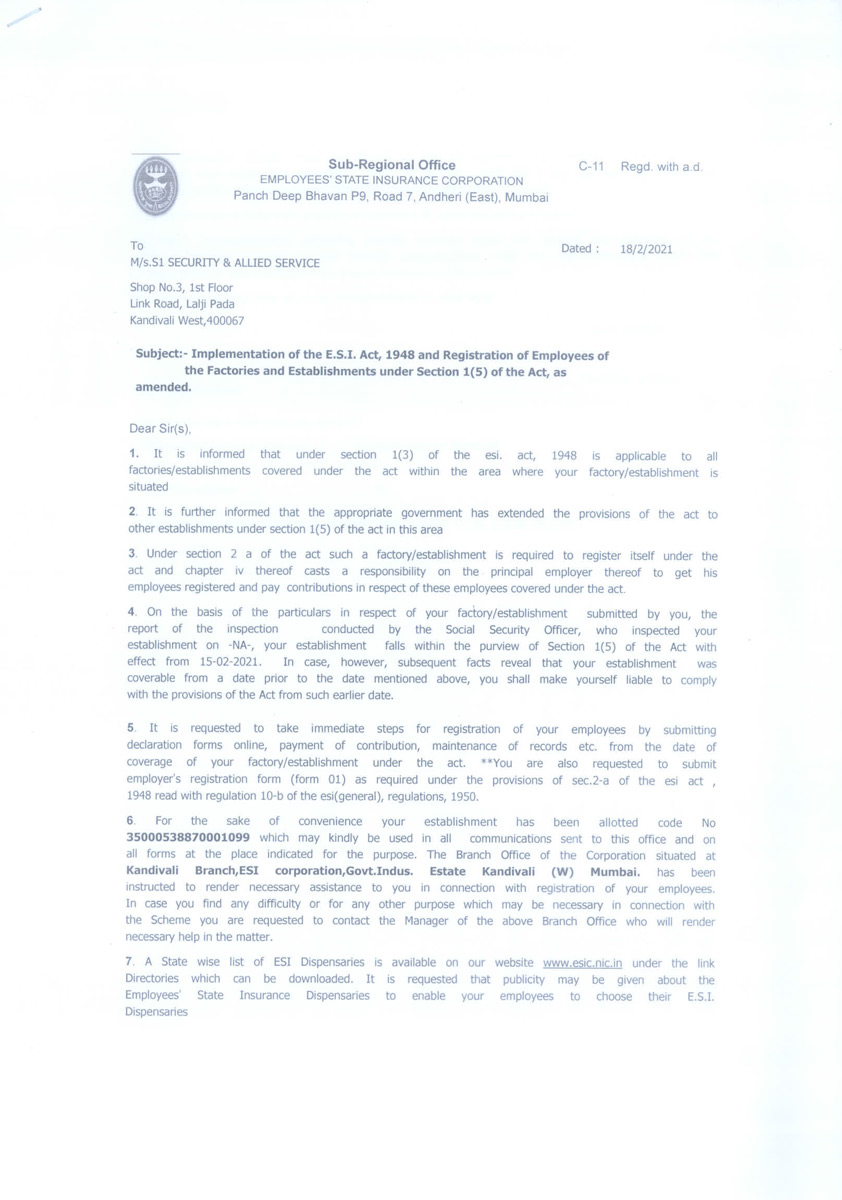 Sub-Regional Office
C-11 Regd. with a.d.
EMPLOYEES' STATE INSURANCE CORPORATION
Panch Deep Bhavan P9, Road 7, Andheri (East), Mumbai
To
Dated : 18/2/2021
M/s.S1 SECURITY & ALLIED SERVICE
Shop No.3, 1st Floor
Link Road, Lalji Pada
Kandivali West,400067
Subject:- Implementation of the E.S.I. Act, 1948 and Registration of Employees of
the Factories and Establishments under Section 1(5) of the Act, as
amended.
Dear Sir(s),
1. It is informed that under section 1(3) of the esi. act, 1948 is applicable to all
factories/establishments covered under the act within the area where your factory/establishment is
situated
2. It is further informed that the appropriate government has extended the provisions of the act to
other establishments under section 1(5) of the act in this area
3. Under section 2 a of the act such a factory/establishment is required to register itself under the
act and chapter iv thereof casts a responsibility on the principal employer thereof to get his
employees registered and pay contributions in respect of these employees covered under the act.
4. On the basis of the particulars in respect of your factory/establishment submitted by you, the
report of the inspection conducted by the Social Security Officer, who inspected your
establishment on -NA-, your establishment falls within the purview of Section 1(5) of the Act with
effect from 15-02-2021. In case, however, subsequent facts reveal that your establishment was
coverable from a date prior to the date mentioned above, you shall make yourself liable to comply
with the provisions of the Act from such earlier date.
5. It is requested to take immediate steps for registration of your employees by submitting
declaration forms online, payment of contribution, maintenance of records etc. from the date of
coverage of your factory/establishment under the act. **You are also requested to submit
employer's registration form (form 01) as required under the provisions of sec.2-a of the esi act ,
1948 read with regulation 10-b of the esi(general), regulations, 1950.
6. For the sake of convenience your establishment has been allotted code No
35000538870001099 which may kindly be used in all communications sent to this office and on
all forms at the place indicated for the purpose. The Branch Office of the Corporation situated at
Kandivali Branch,ESI corporation,Govt.Indus. Estate Kandivali (W) Mumbai. has been
instructed to render necessary assistance to you in connection with registration of your employees.
In case you find any difficulty or for any other purpose which may be necessary in connection with
the Scheme you are requested to contact the Manager of the above Branch Office who will render
necessary help in the matter.
7. A State wise list of ESI Dispensaries is available on our website www.esic.nic.in under the link
Directories which can be downloaded. It is requested that publicity may be given about the
Employees' State Insurance Dispensaries to enable your employees to choose their E.S.I.
Dispensaries